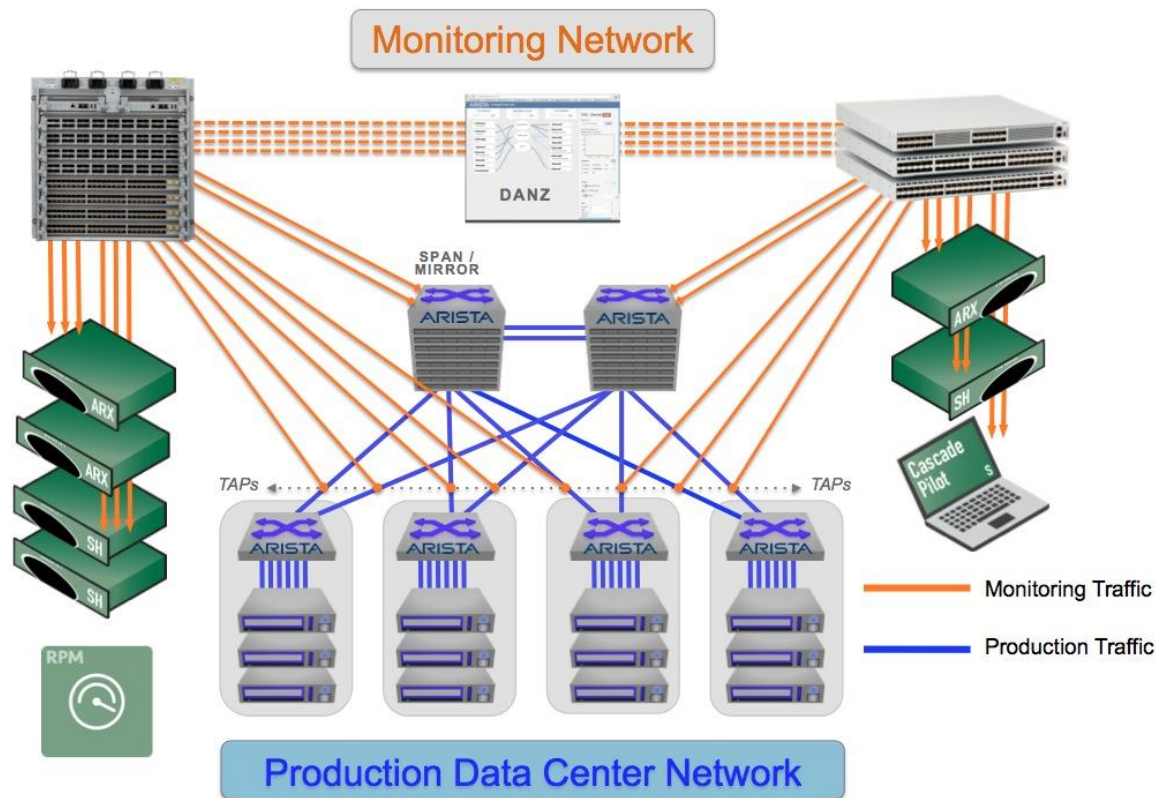 Monitoring Network
ARISTA
DANZ
SPAN /
MIRROR
ARISTA
ARISTA
ARX
ARX
SH
SH
ARX
SH
Cascade
Pilot
S
TAPs
TAPs
ARISTA
ARISTA
ARISTA
ARISTA
Monitoring Traffic
Production Traffic
RPM
Production Data Center Network